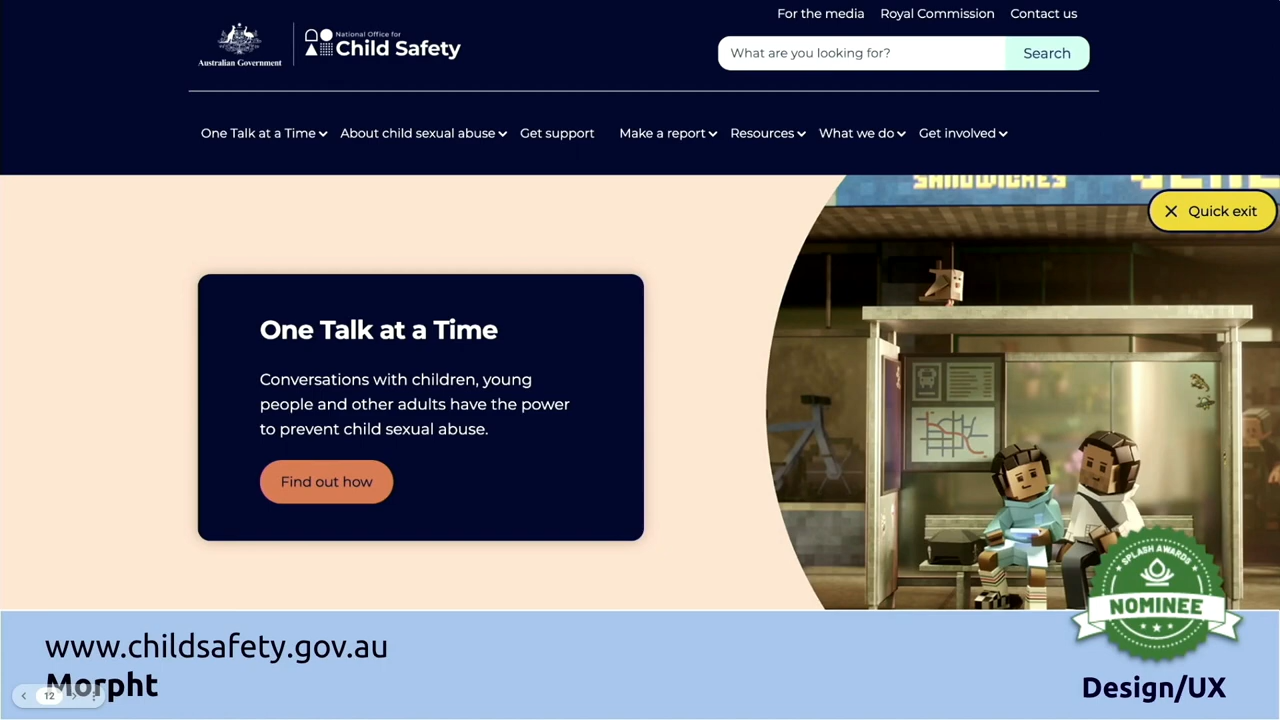 For the media Royal Commission Contact us
Australian Government
National Office for
Child Safety
What are you looking for? Search
One Talk at a Time About child sexual abuse Get support Make a report Resources What we do Get involved
SANDWICHES
Quick exit
One Talk at a Time
Conversations with children, young
people and other adults have the power
to prevent child sexual abuse.
Find out how
SPLASH AWARDS
NOMINEE
www.childsafety.gov.au
Morpht
12
Design/UX